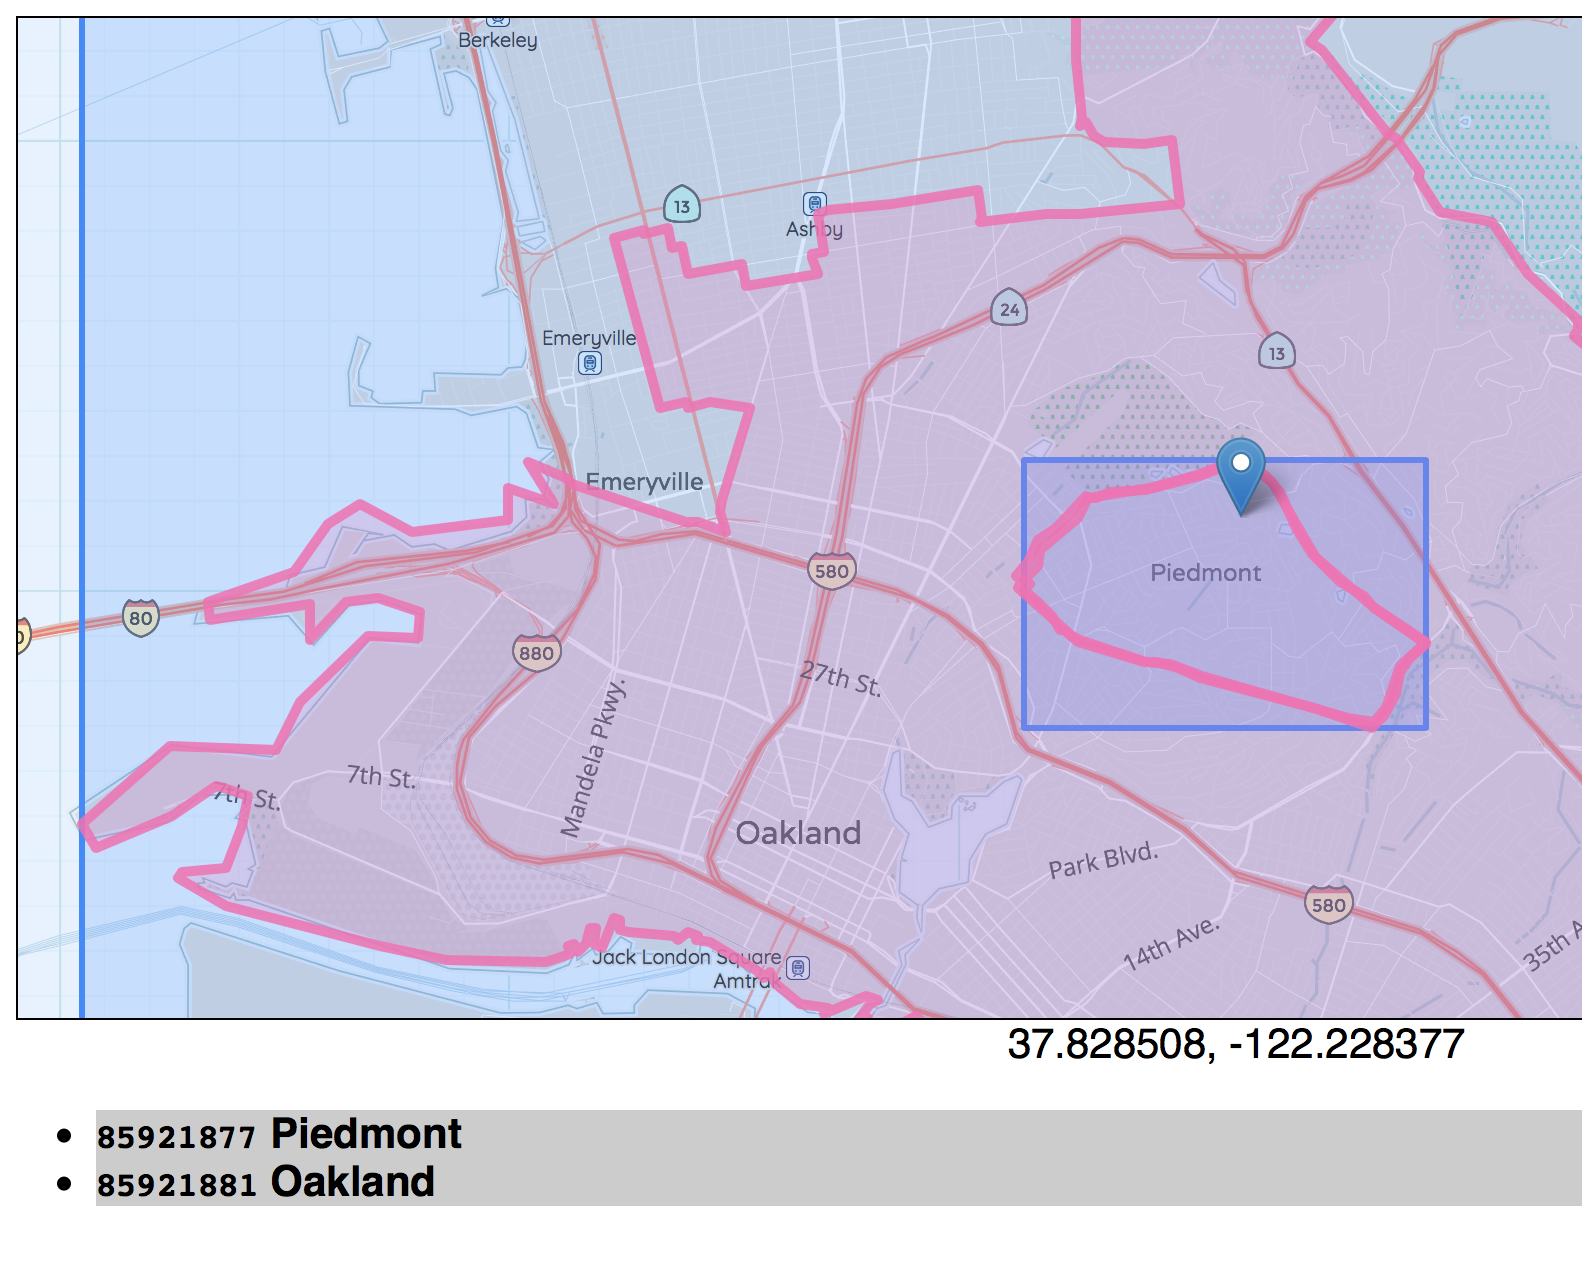 Berkeley
13
Ashby
24
Emeryville
13
Emeryville
Piedmont
580
80
0
880
27th St.
Mandela Pkwy.
7th St.
7th St.
Oakland
Park Blvd.
580
14th Ave.
35th A
Jack London Square
Amtrak
37.828508, -122.228377
• 85921877 Piedmont
• 85921881 Oakland